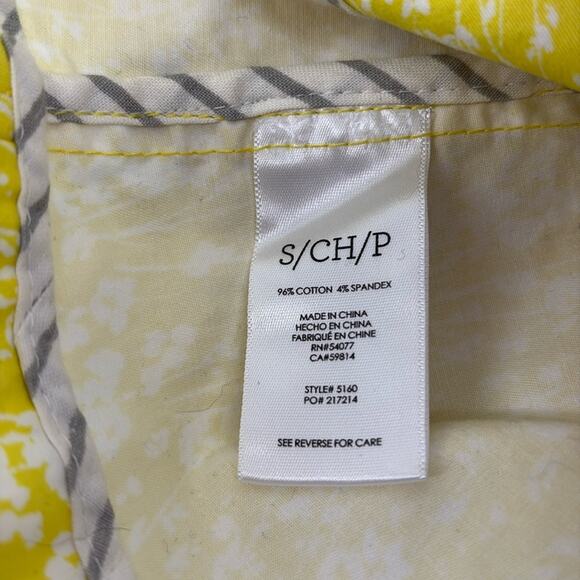 S/CH/P
96% COTTON 4% SPANDEX
MADE IN CHINA
HECHO EN CHINA
FABRIQUÉ EN CHINE
RN#54077
CA#59814
STYLE# 5160
PO# 217214
SEE REVERSE FOR CARE